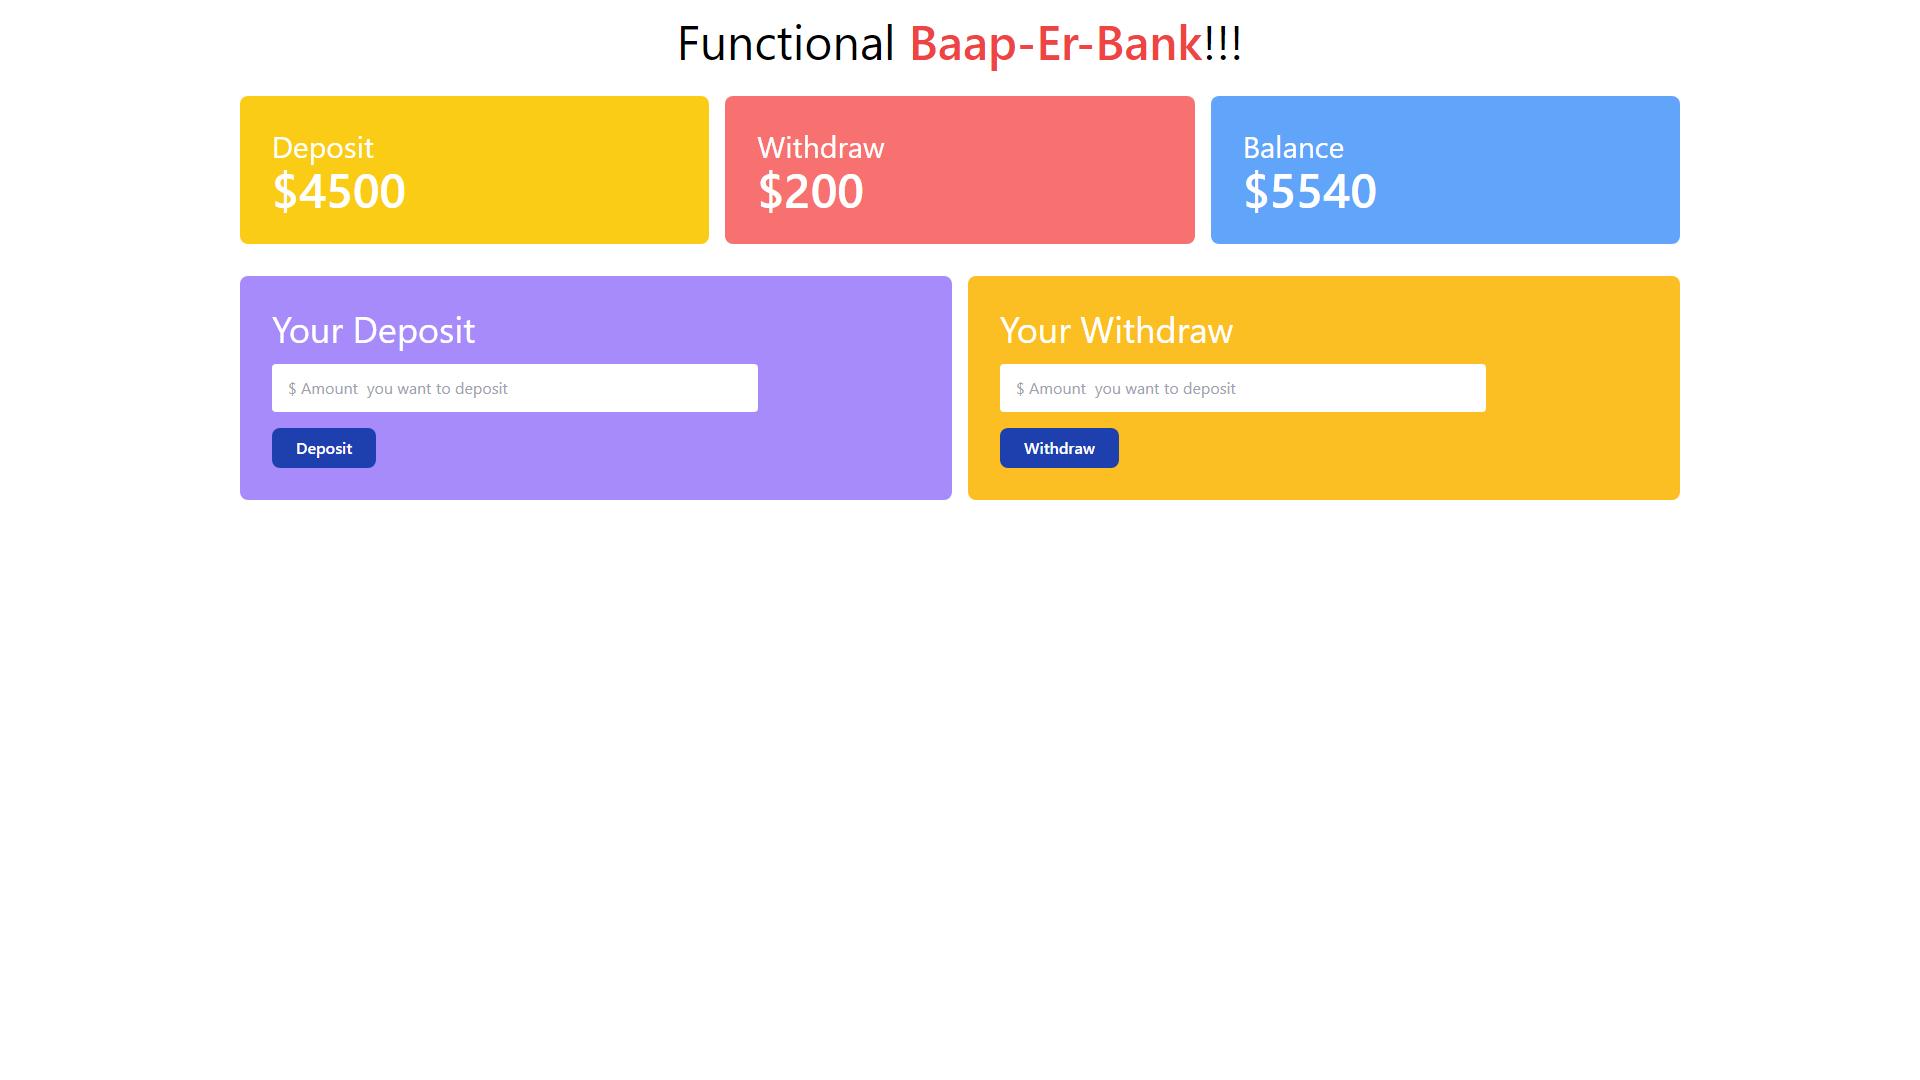 Functional Baap-Er-Bank!!!
Deposit
$4500
Withdraw
$200
Balance
$5540
Your Deposit
$ Amount  you want to deposit
Deposit
Your Withdraw
$ Amount  you want to deposit
Withdraw